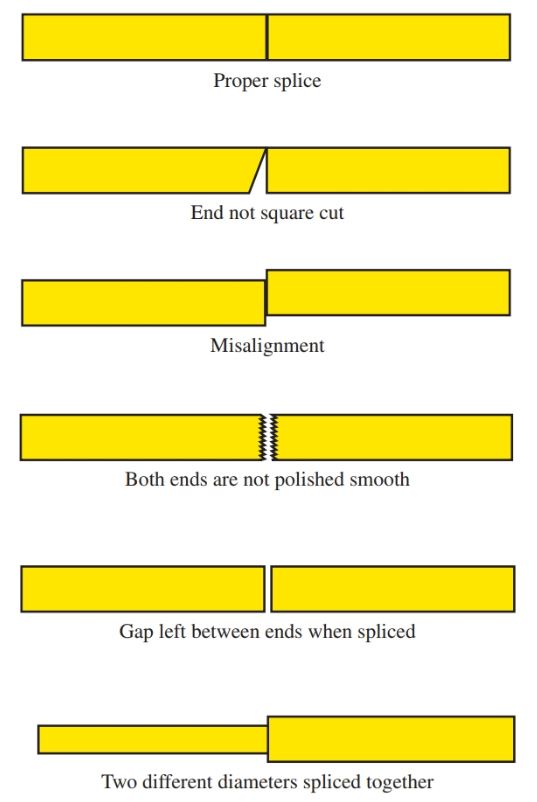 Proper splice
End not square cut
Misalignment
Both ends are not polished smooth
Gap left between ends when spliced
Two different diameters spliced together